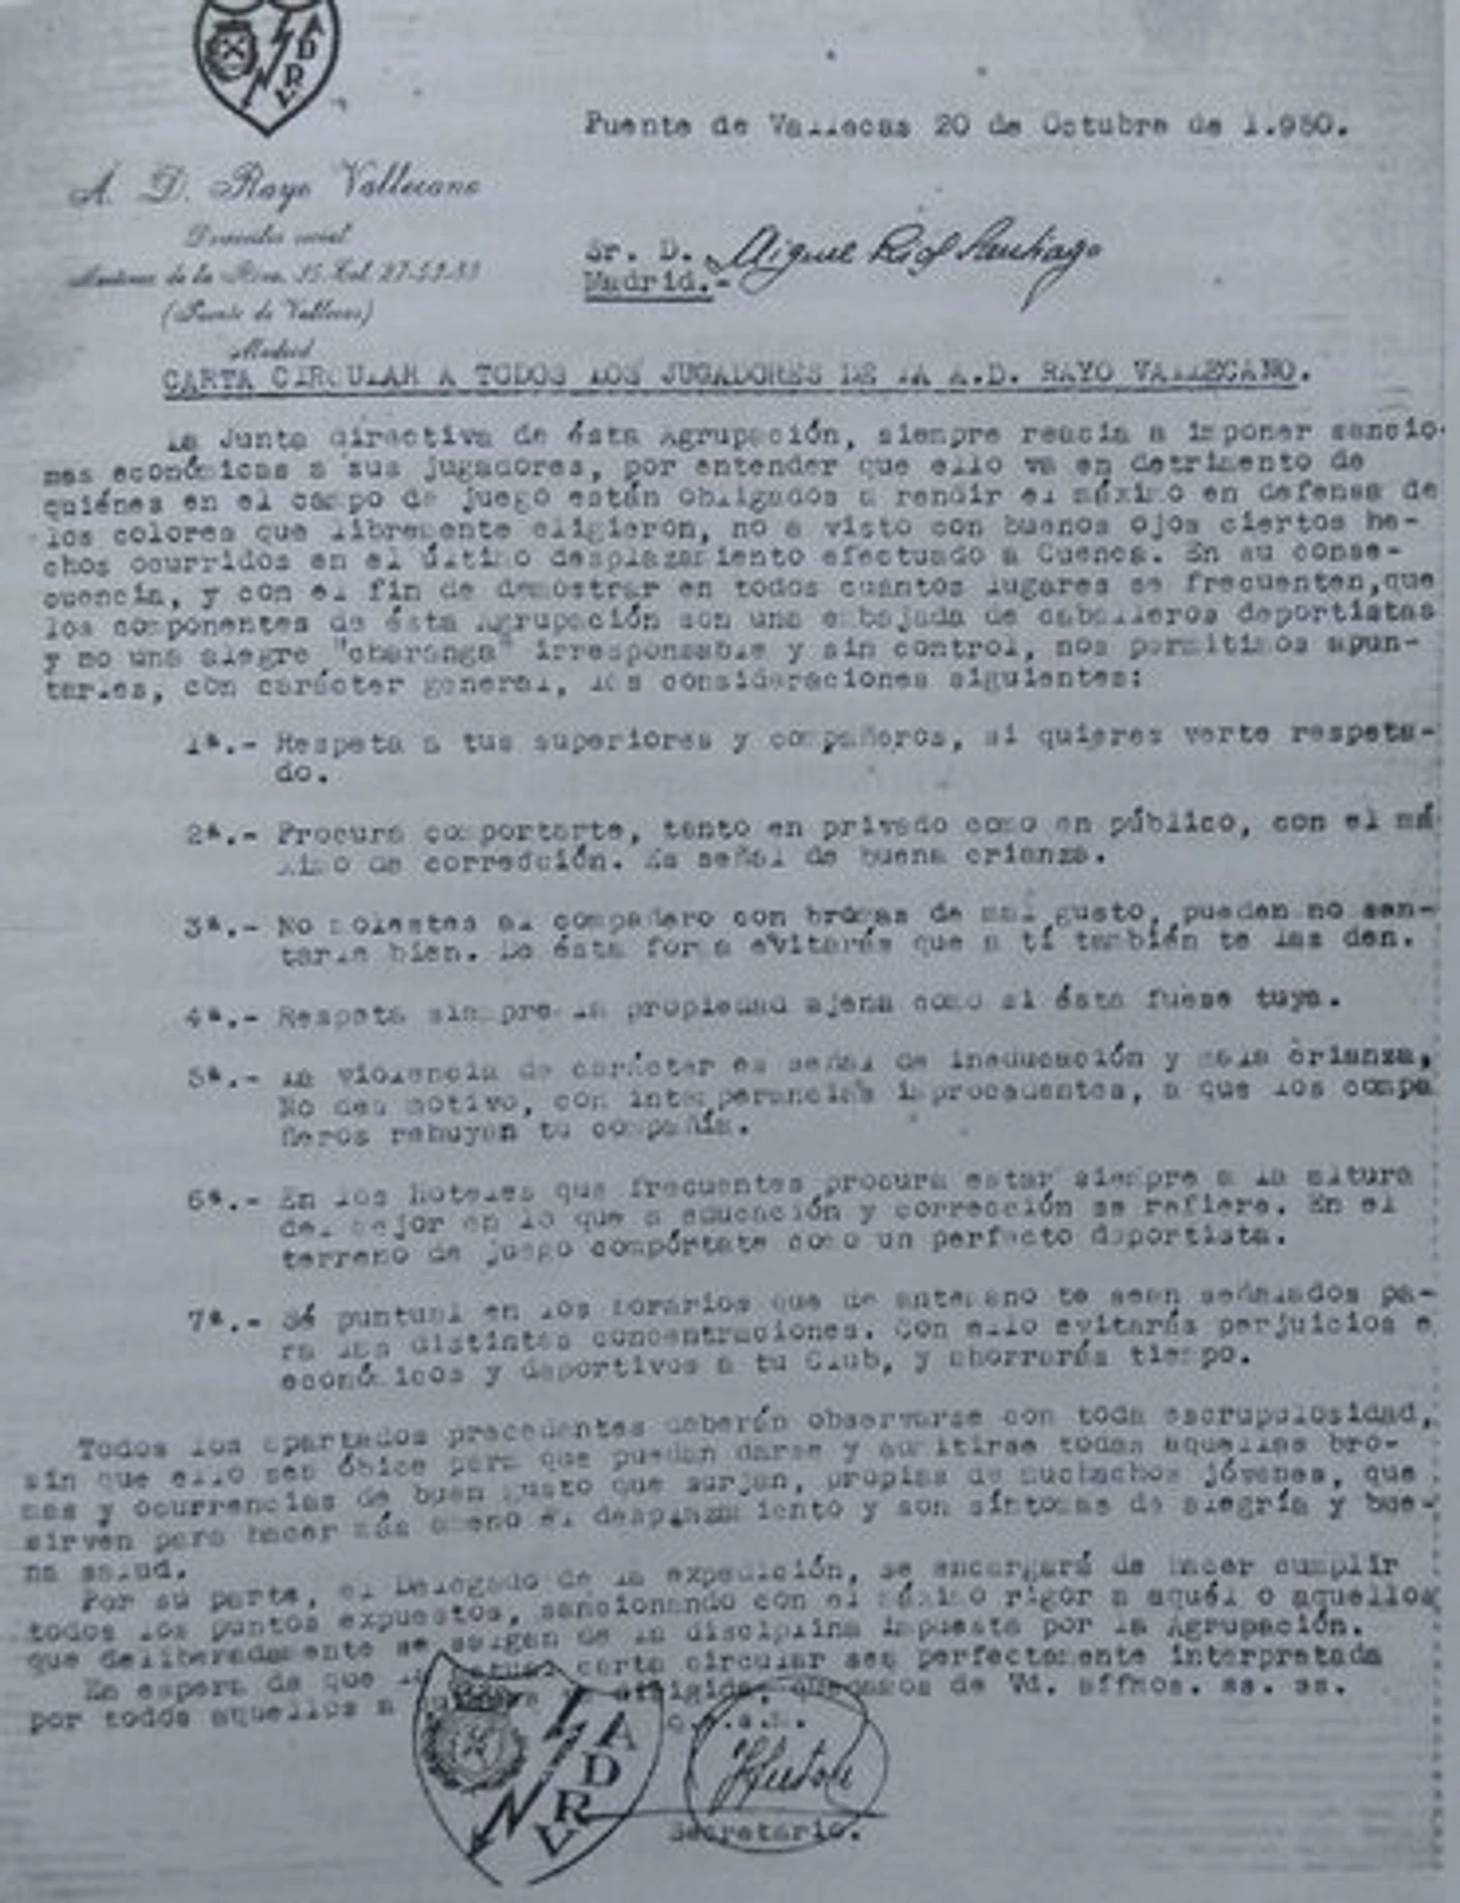 A D R V
Puente de Vallecas 20 de Octubre de 1.950.
A. D. Rayo Vallecano
Domicilio social
de la Riva, 15. Tel. 27-53-53
(Puente de Vallecas)
Madrid
Sr. D. Miguel Santiago
Madrid.-
CARTA CIRCULAR A TODOS LOS JUGADORES DE LA A.D. RAYO VALLECANO.
La Junta directiva de ésta Agrupación, siempre reacia a imponer sancio-
nes económicas a sus jugadores, por entender que ello va en detrimento de
quiénes en el campo de juego están obligados a rendir el máximo en defensa de
los colores que libremente eligieron, no a visto con buenos ojos ciertos he-
chos ocurridos en el último desplazamiento efectuado a Cuenca. En su conse-
cuencia, y con el fin de demostrar en todos cuántos lugares se frecuenten,que
los componentes de ésta Agrupación son una embajada de caballeros deportistas
y no una alegre "charanga" irresponsable y sin control, nos permitimos apun-
tarles, con carácter general, las consideraciones siguientes:
1ª.- Respeta a tus superiores y compañeros, si quieres verte respeta-
do.
2ª.- Procura comportarte, tanto en privado como en público, con el má
ximo de corredción. Es señal de buena crianza.
3ª.- No molestes al compañero con bromas de mal gusto, pueden no sen-
tarle bien. De ésta forma evitarás que a tí también te las den.
4ª.- Respeta siempre la propiedad ajena como si ésta fuese tuya.
5ª.- La violencia de carácter es señal de ineducación y mala crianza,
No des motivo, con intemperancias improcedentes, a que los compa
ñeros rehuyan tu compañía.
6ª.- En los Hoteles que frecuentes procura estar siempre a la altura
del mejor en lo que a educación y corrección se refiere. En el
terreno de juego compórtate como un perfecto deportista.
7ª.- Sé puntual en los horarios que de antemano te sean señalados pa-
ra las distintas concentraciones. Con ello evitarás perjuicios e
económicos y deportivos a tu Club, y ahorrarás tiempo.
Todos los apartados precedentes deberán observarse con toda escrupulosidad,
sin que ello sea óbice para que puedan darse y admitirse todas aquellas bro-
mas y ocurrencias de buen gusto que surjan, propias de muchachos jóvenes, que
sirven para hacer más ameno el desplazamiento y son síntomas de alegría y bue-
na salud.
Por su parte, el Delegado de la expedición, se encargará de hacer cumplir
todos los puntos expuestos, sancionando con el máximo rigor a aquél o aquellos
que deliberadamente se salgan de la disciplina impuesta por la Agrupación.
En espera de que la actual carta circular sea perfectamente interpretada
por todos aquellos a quienes va dirigida, quedamos de Vd. affmos. ss. ss.
A D R V
Secretario.